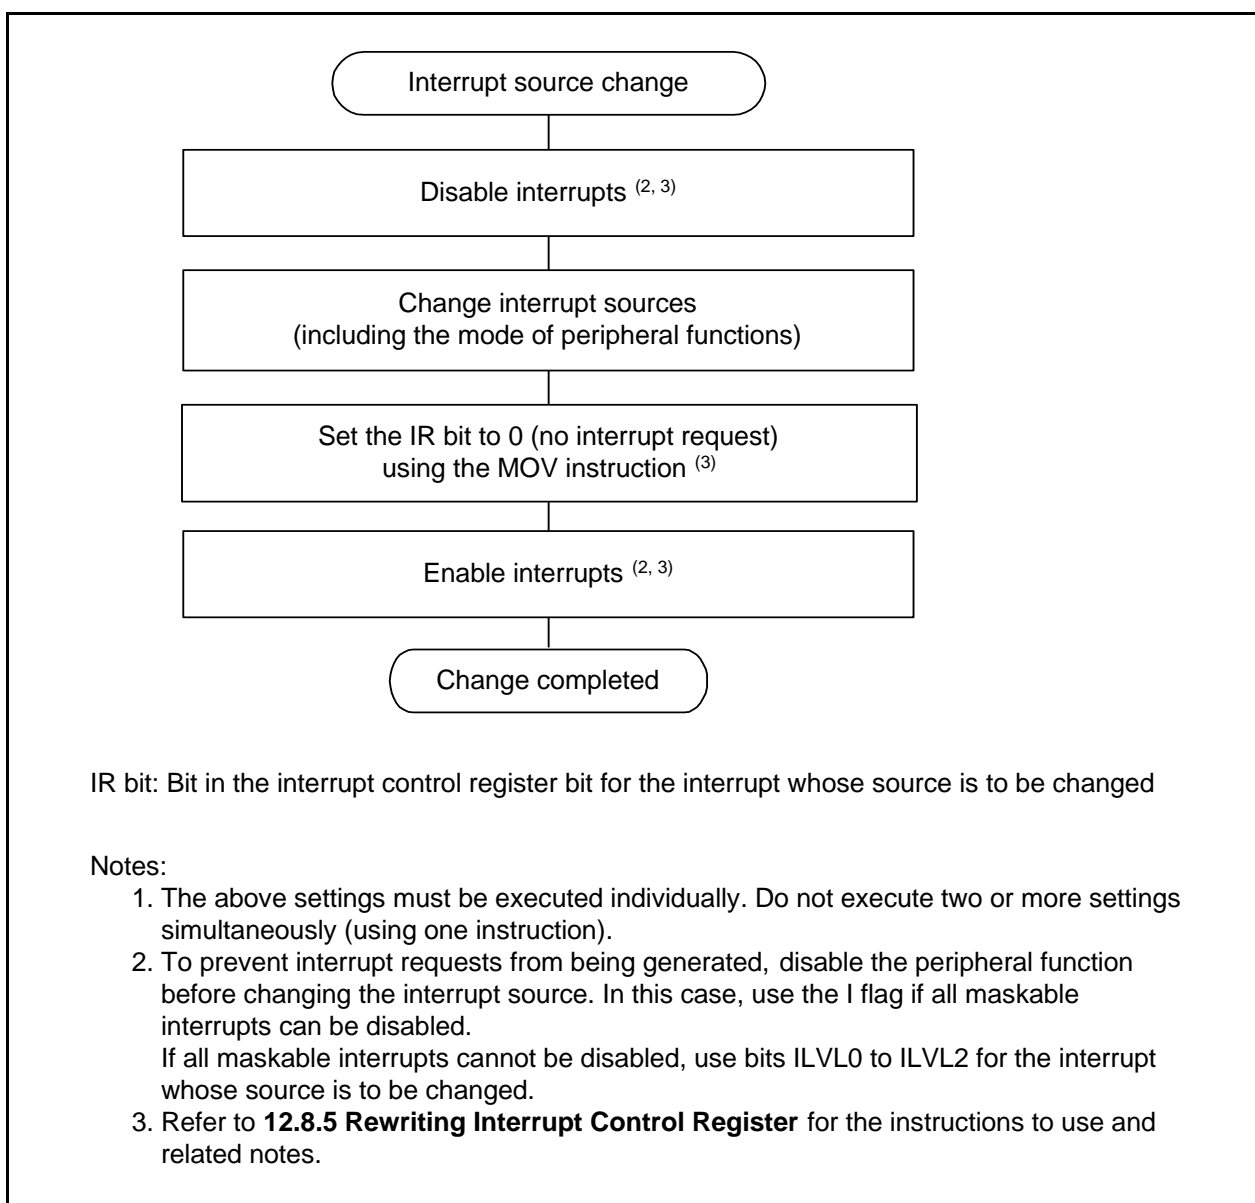 Interrupt source change
Disable interrupts (2, 3)
Change interrupt sources
(including the mode of peripheral functions)
Set the IR bit to 0 (no interrupt request)
using the MOV instruction (3)
Enable interrupts (2, 3)
Change completed
IR bit: Bit in the interrupt control register bit for the interrupt whose source is to be changed
Notes:
1. The above settings must be executed individually. Do not execute two or more settings
simultaneously (using one instruction).
2. To prevent interrupt requests from being generated, disable the peripheral function
before changing the interrupt source. In this case, use the I flag if all maskable
interrupts can be disabled.
If all maskable interrupts cannot be disabled, use bits ILVL0 to ILVL2 for the interrupt
whose source is to be changed.
3. Refer to 12.8.5 Rewriting Interrupt Control Register for the instructions to use and
related notes.